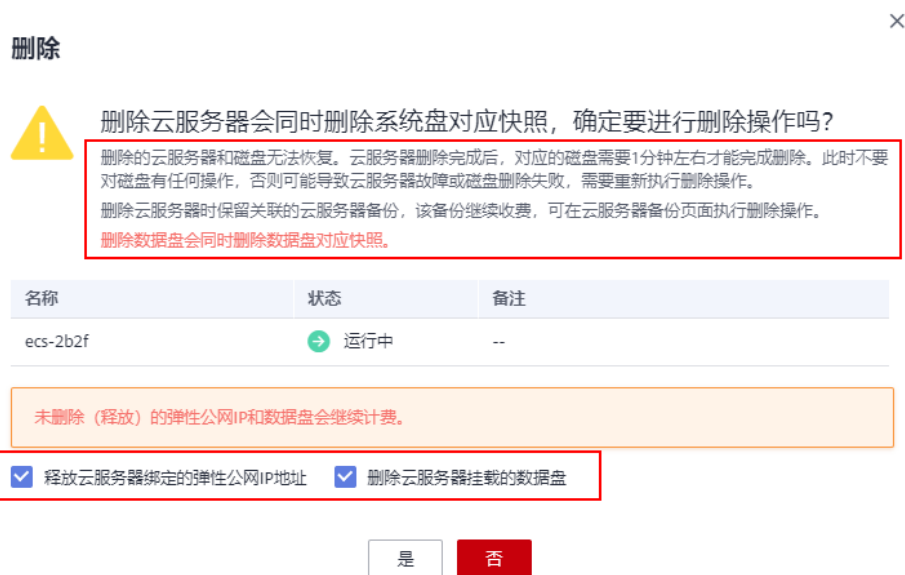 删除
删除云服务器会同时删除系统盘对应快照，确定要进行删除操作吗？
删除的云服务器和磁盘无法恢复。云服务器删除完成后，对应的磁盘需要1分钟左右才能完成删除。此时不要
对磁盘有任何操作，否则可能导致云服务器故障或磁盘删除失败，需要重新执行删除操作。
删除云服务器时保留关联的云服务器备份，该备份继续收费，可在云服务器备份页面执行删除操作。
删除数据盘会同时删除数据盘对应快照。
名称 状态 备注
ecs-2b2f 运行中 --
未删除（释放）的弹性公网IP和数据盘会继续计费。
释放云服务器绑定的弹性公网IP地址 删除云服务器挂载的数据盘
是 否